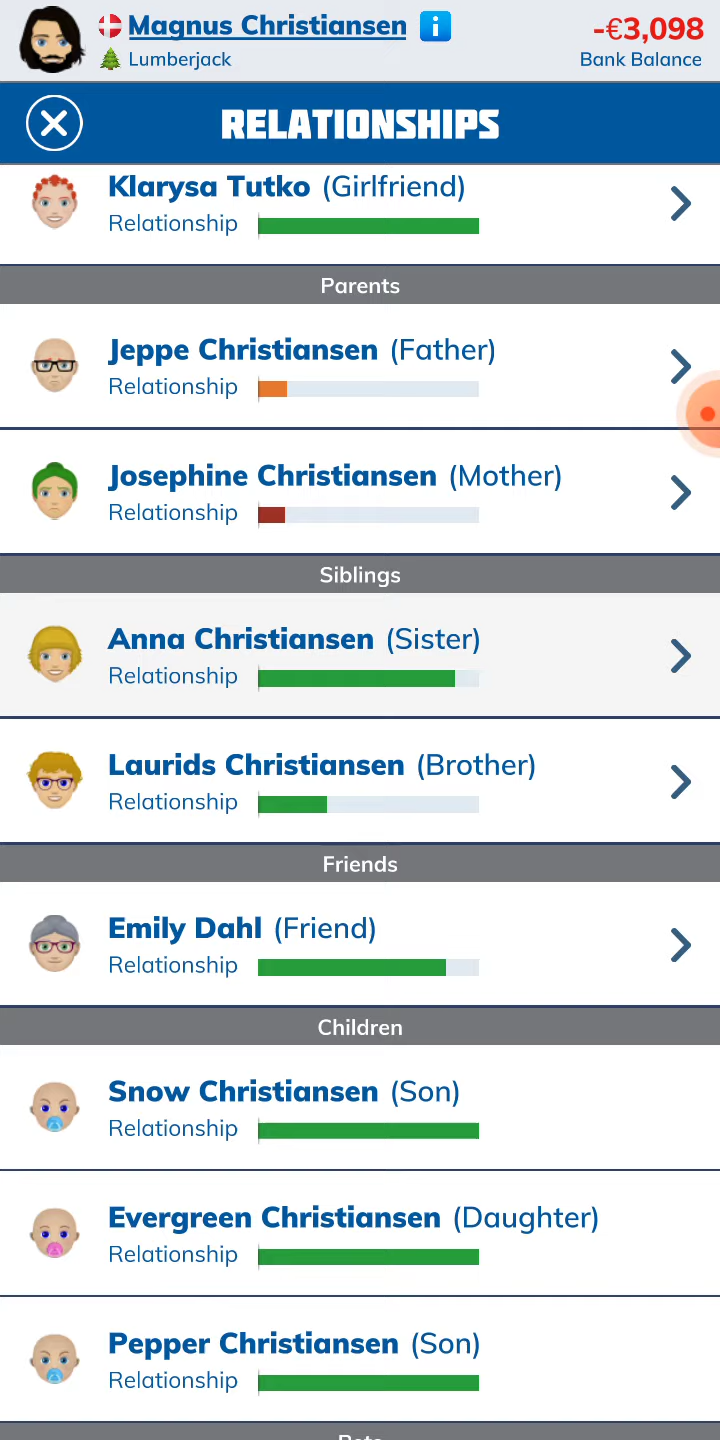 Magnus Christiansen
-€3,098
Lumberjack
Bank Balance
RELATIONSHIPS
Klarysa Tutko (Girlfriend)
Relationship
Parents
Jeppe Christiansen (Father)
Relationship
Josephine Christiansen (Mother)
Relationship
Siblings
Anna Christiansen (Sister)
Relationship
Laurids Christiansen (Brother)
Relationship
Friends
Emily Dahl (Friend)
Relationship
Children
Snow Christiansen (Son)
Relationship
Evergreen Christiansen (Daughter)
Relationship
Pepper Christiansen (Son)
Relationship